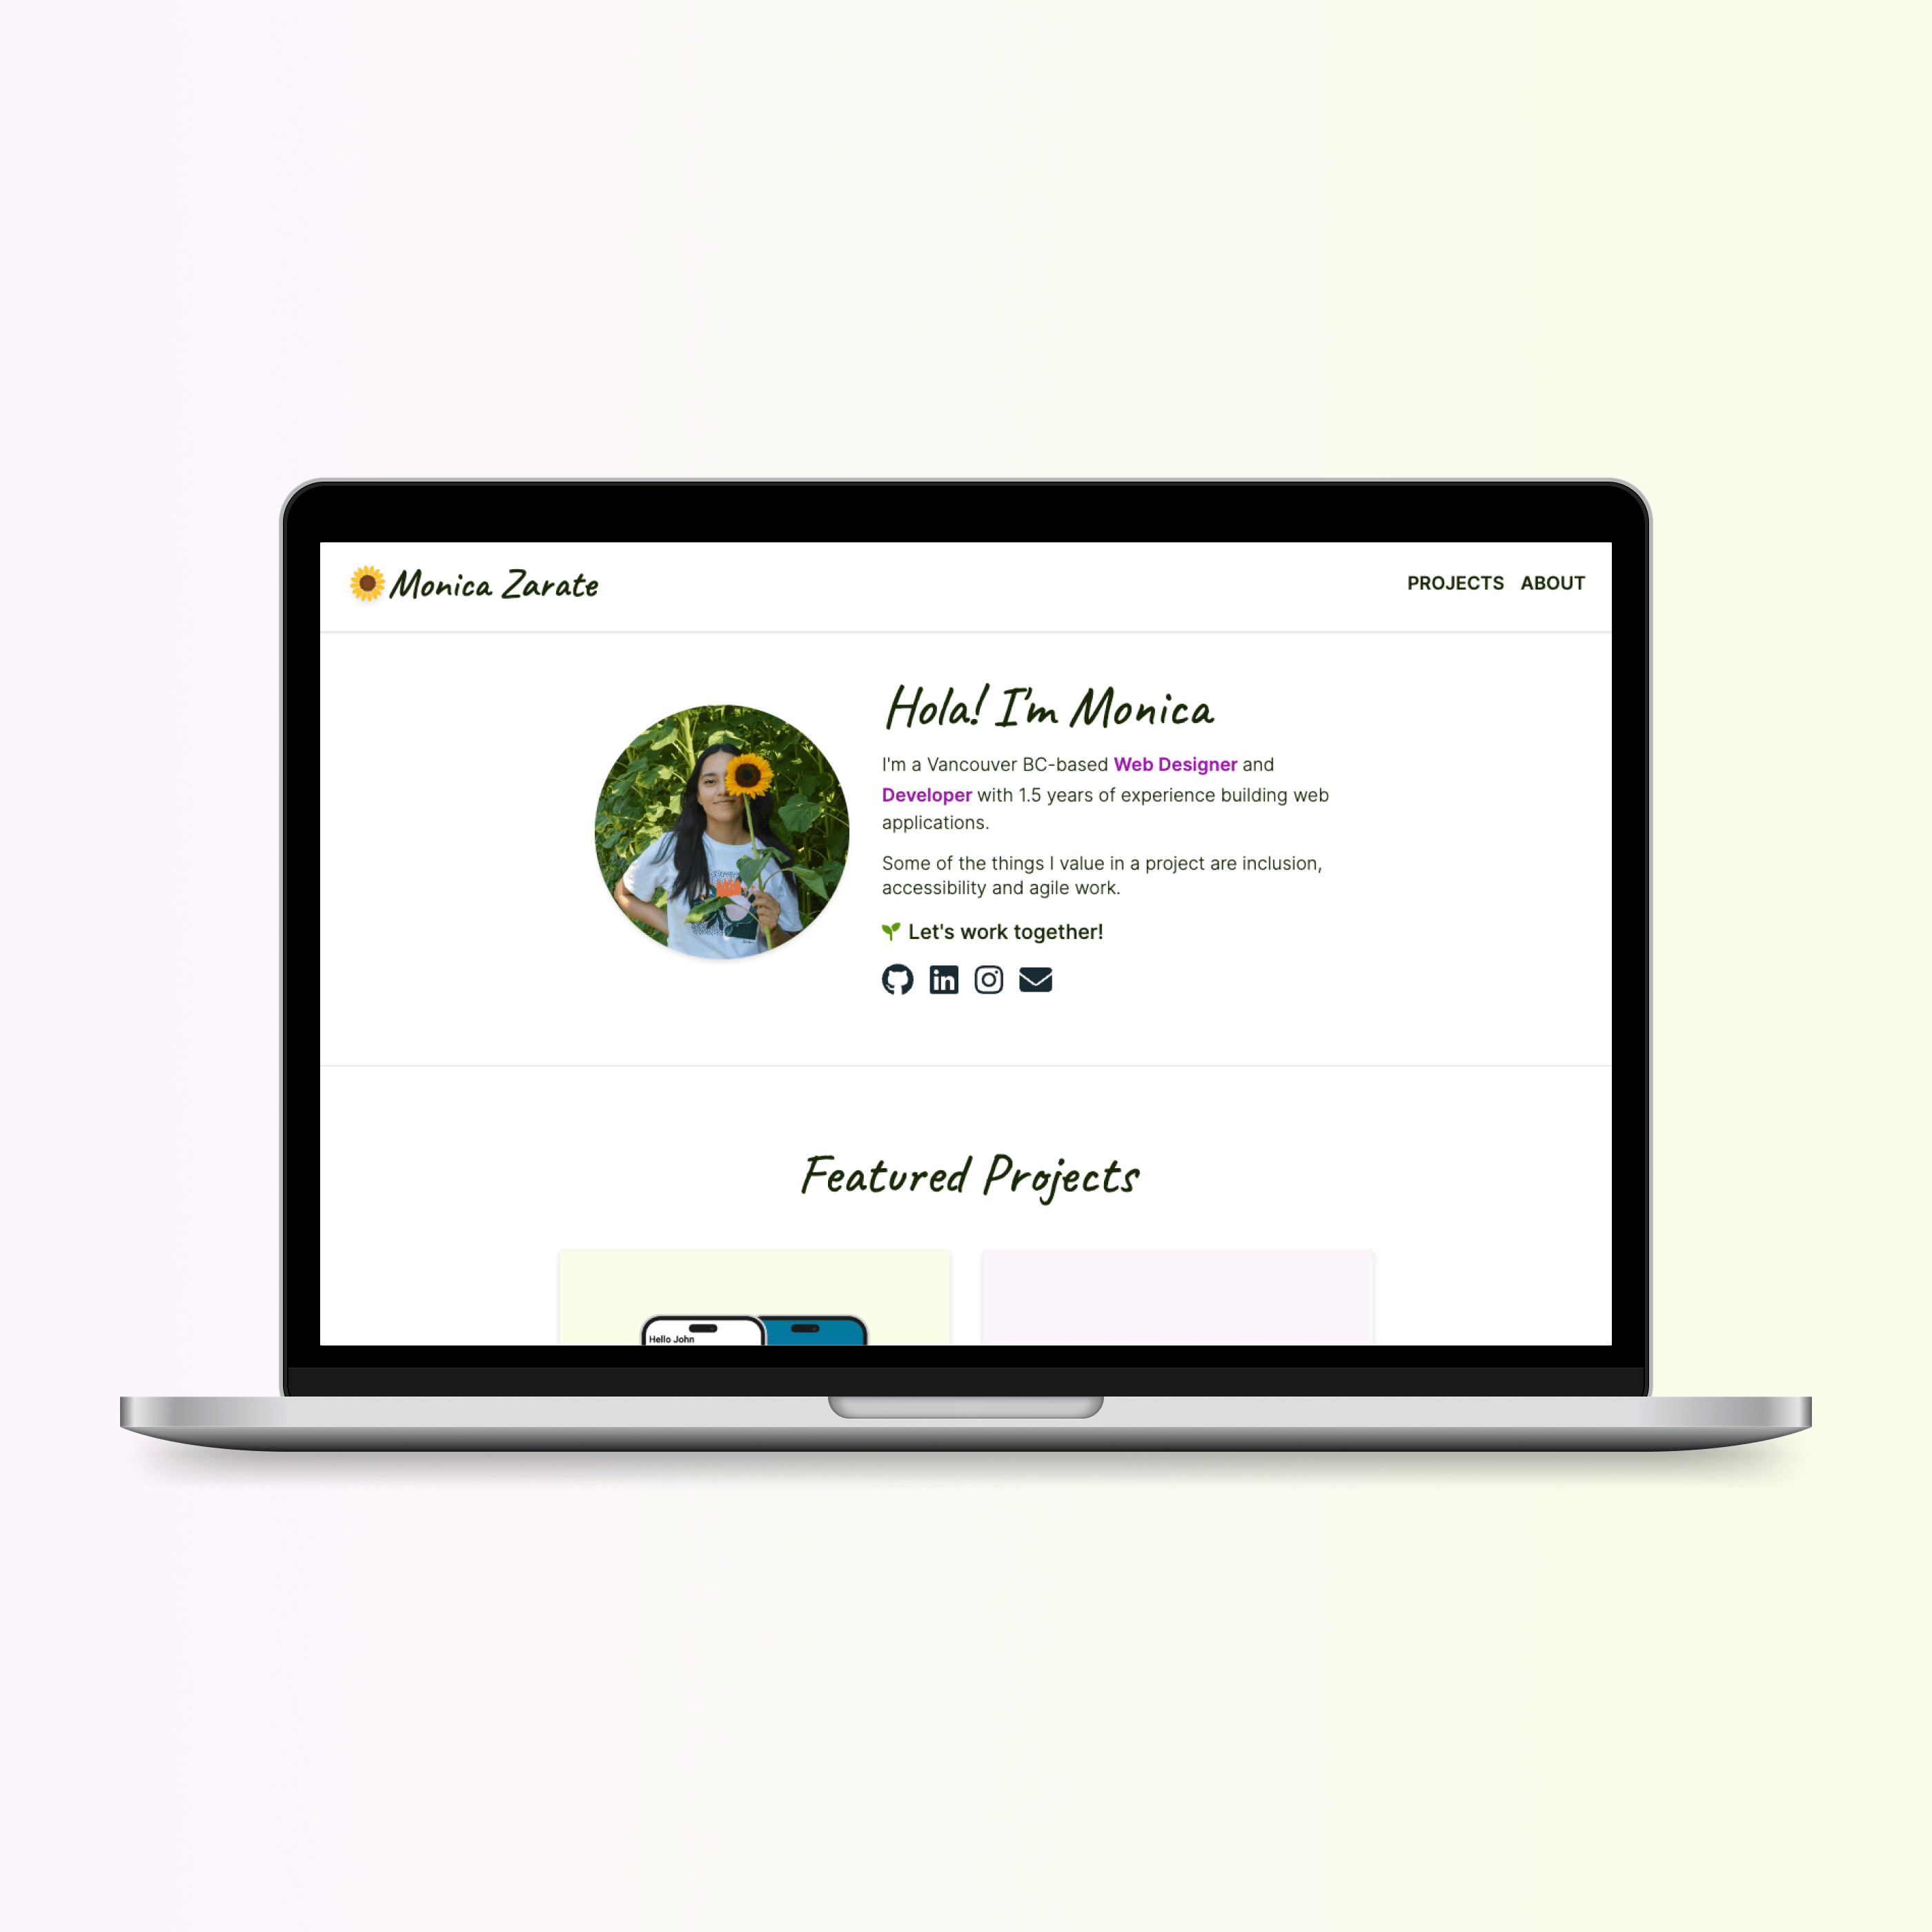 Monica Zarate
PROJECTS ABOUT
Hola! I'm Monica
I'm a Vancouver BC-based Web Designer and
Developer with 1.5 years of experience building web
applications.
Some of the things I value in a project are inclusion,
accessibility and agile work.
Let's work together!
in
Featured Projects
Hello John